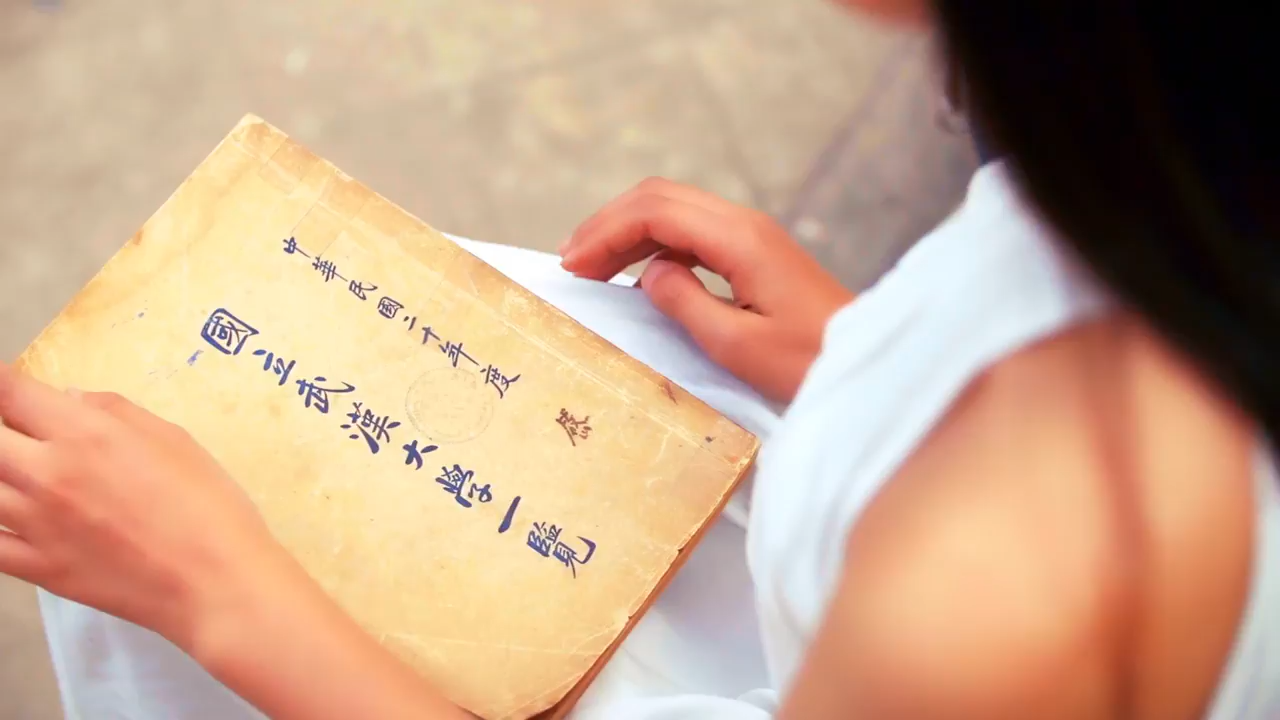 中華民國二十年度
國立武漢大學一覽